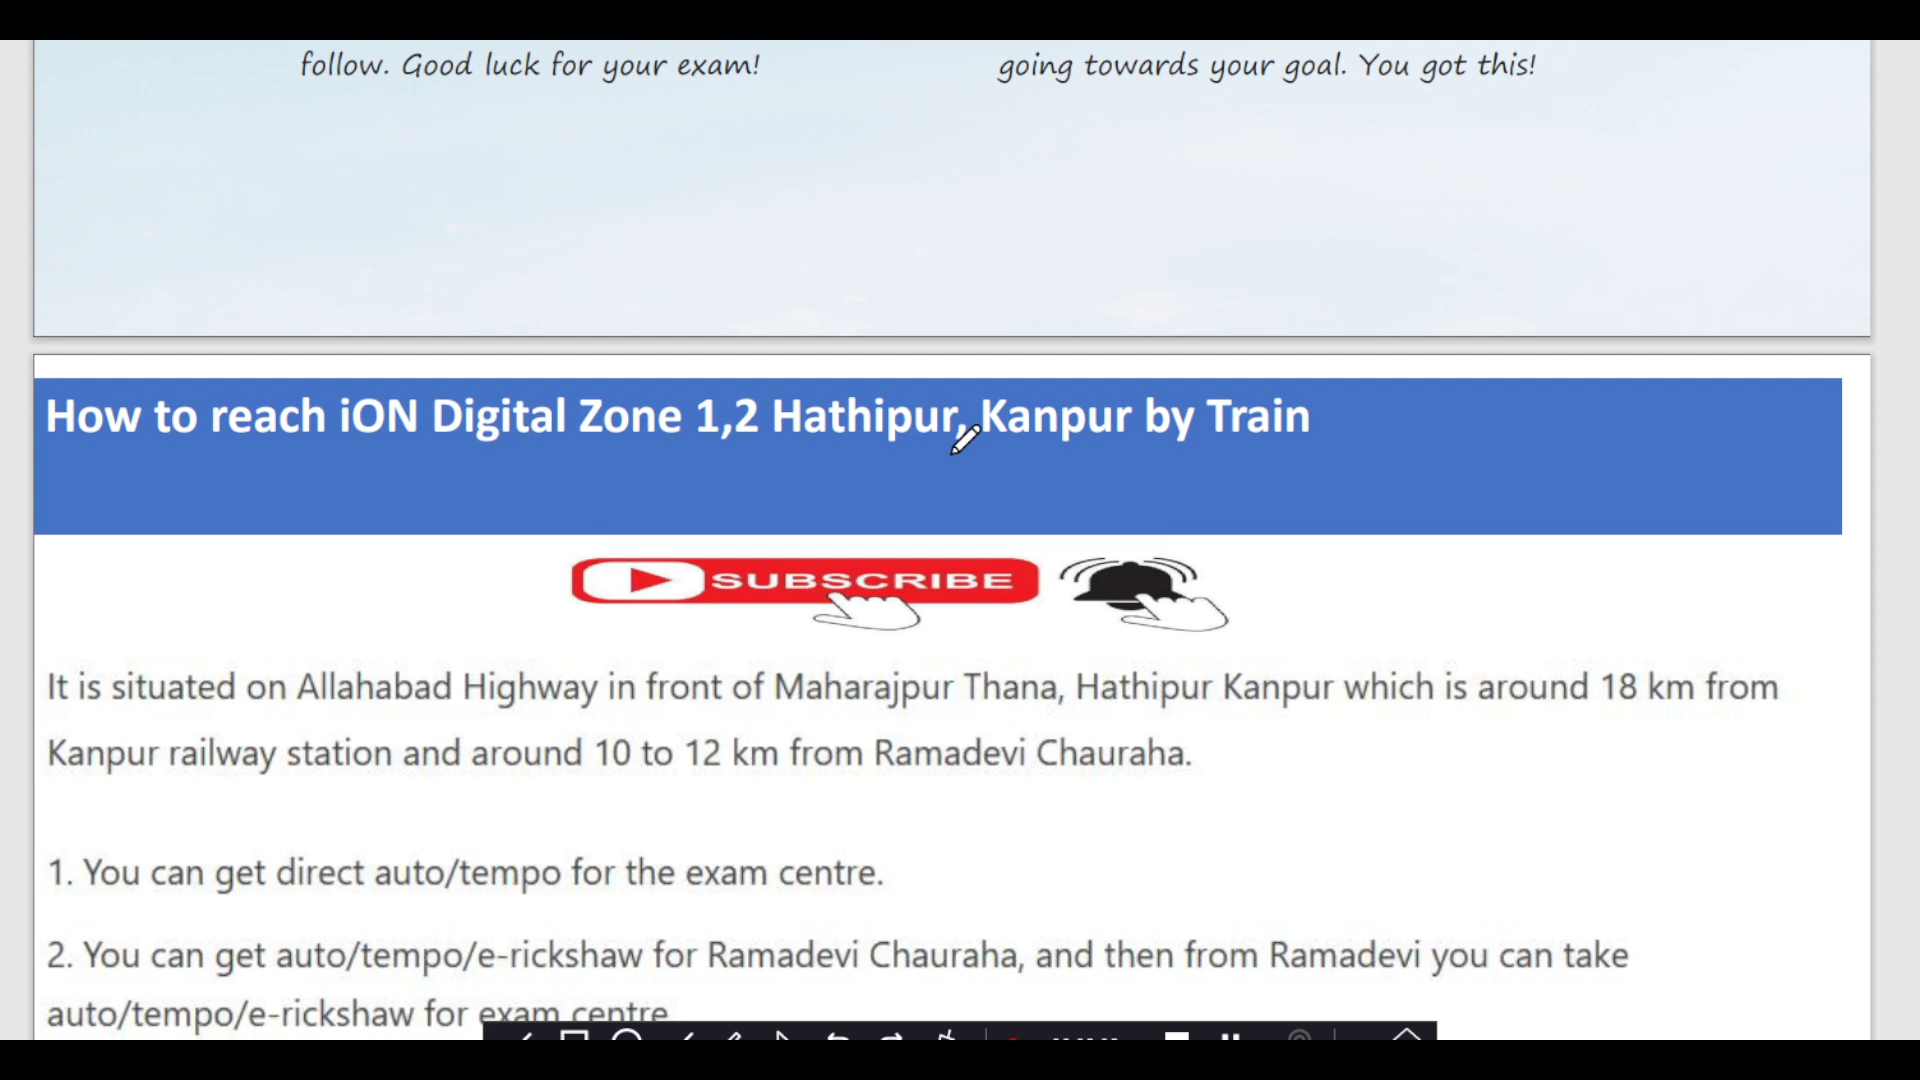 follow. Good luck for your exam!
going towards your goal. You got this!
How to reach iON Digital Zone 1,2 Hathipur, Kanpur by Train
SUBSCRIBE
It is situated on Allahabad Highway in front of Maharajpur Thana, Hathipur Kanpur which is around 18 km from
Kanpur railway station and around 10 to 12 km from Ramadevi Chauraha.
1. You can get direct auto/tempo for the exam centre.
2. You can get auto/tempo/e-rickshaw for Ramadevi Chauraha, and then from Ramadevi you can take
auto/tempo/e-rickshaw for exam centre